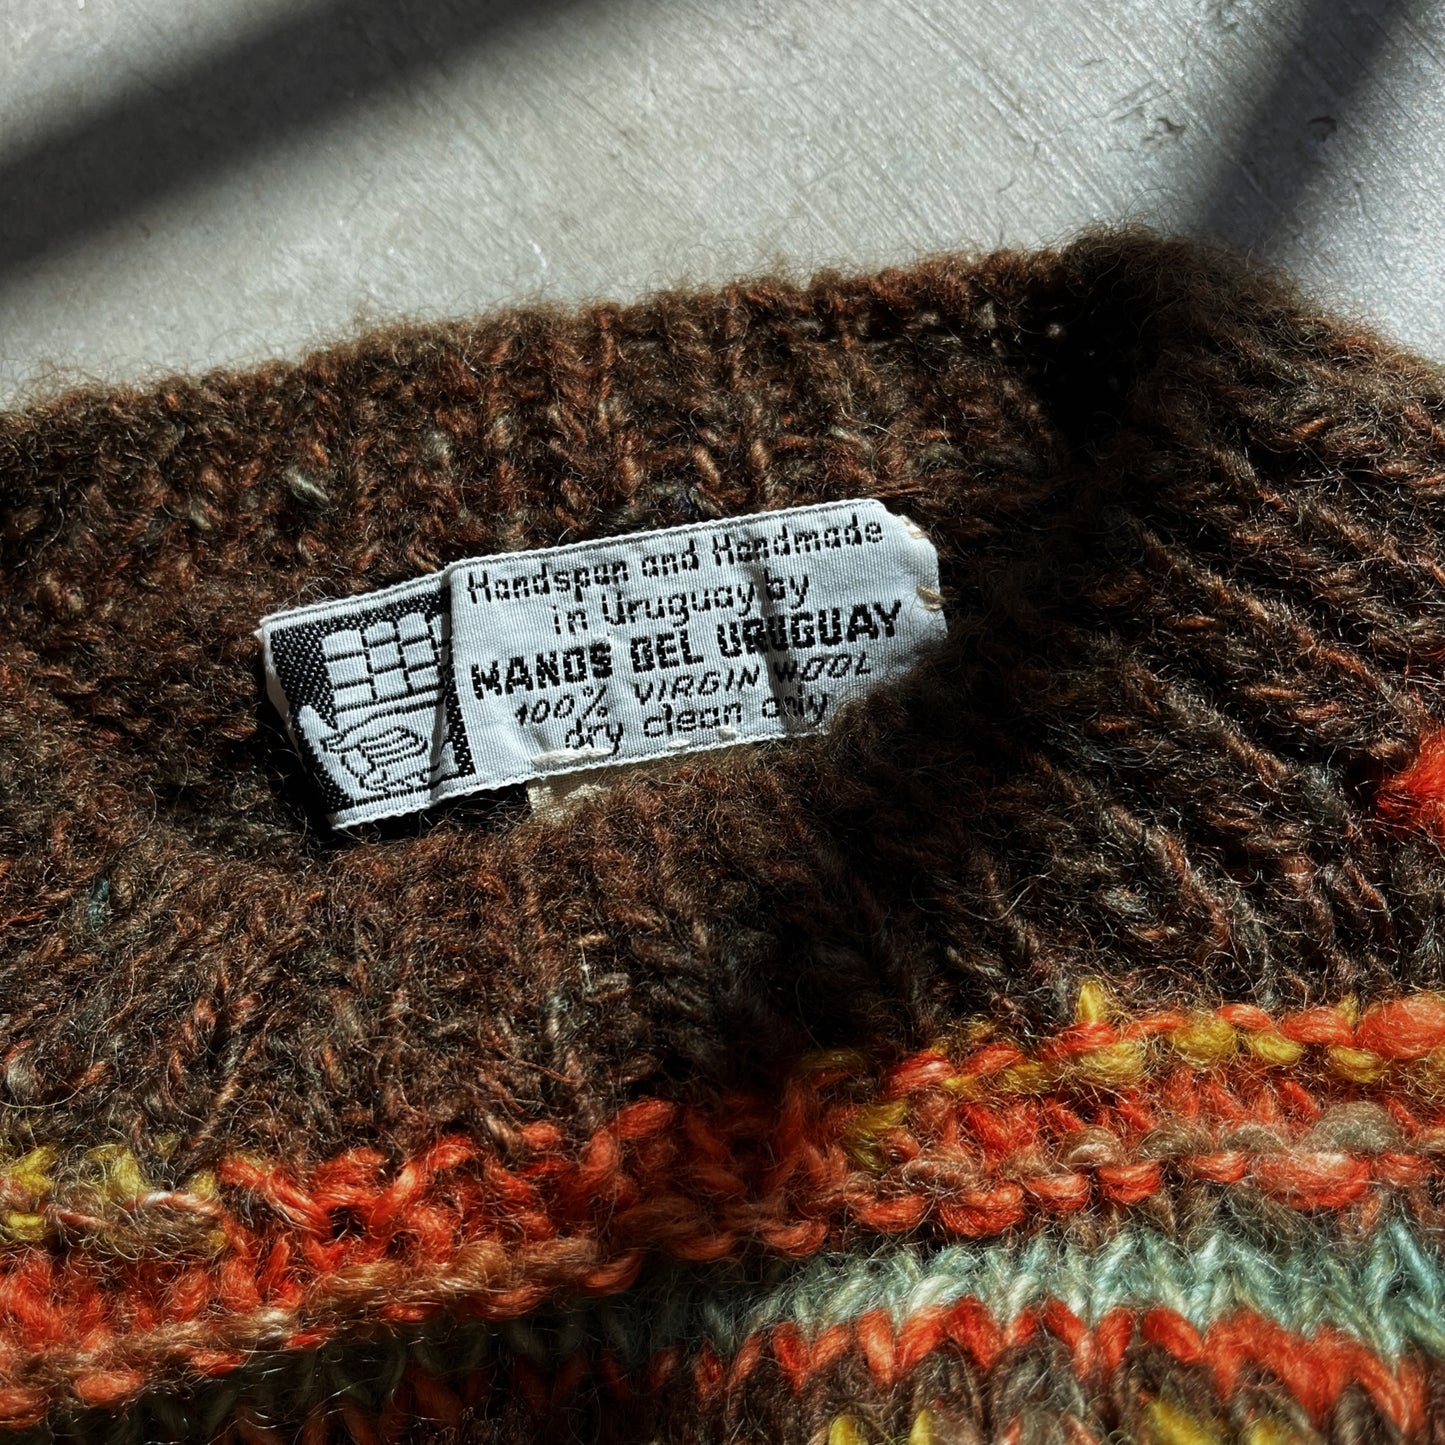 Handspun and Handmade
in Uruguay by
MANOS DEL URUGUAY
100% VIRGIN WOOL
dry clean only